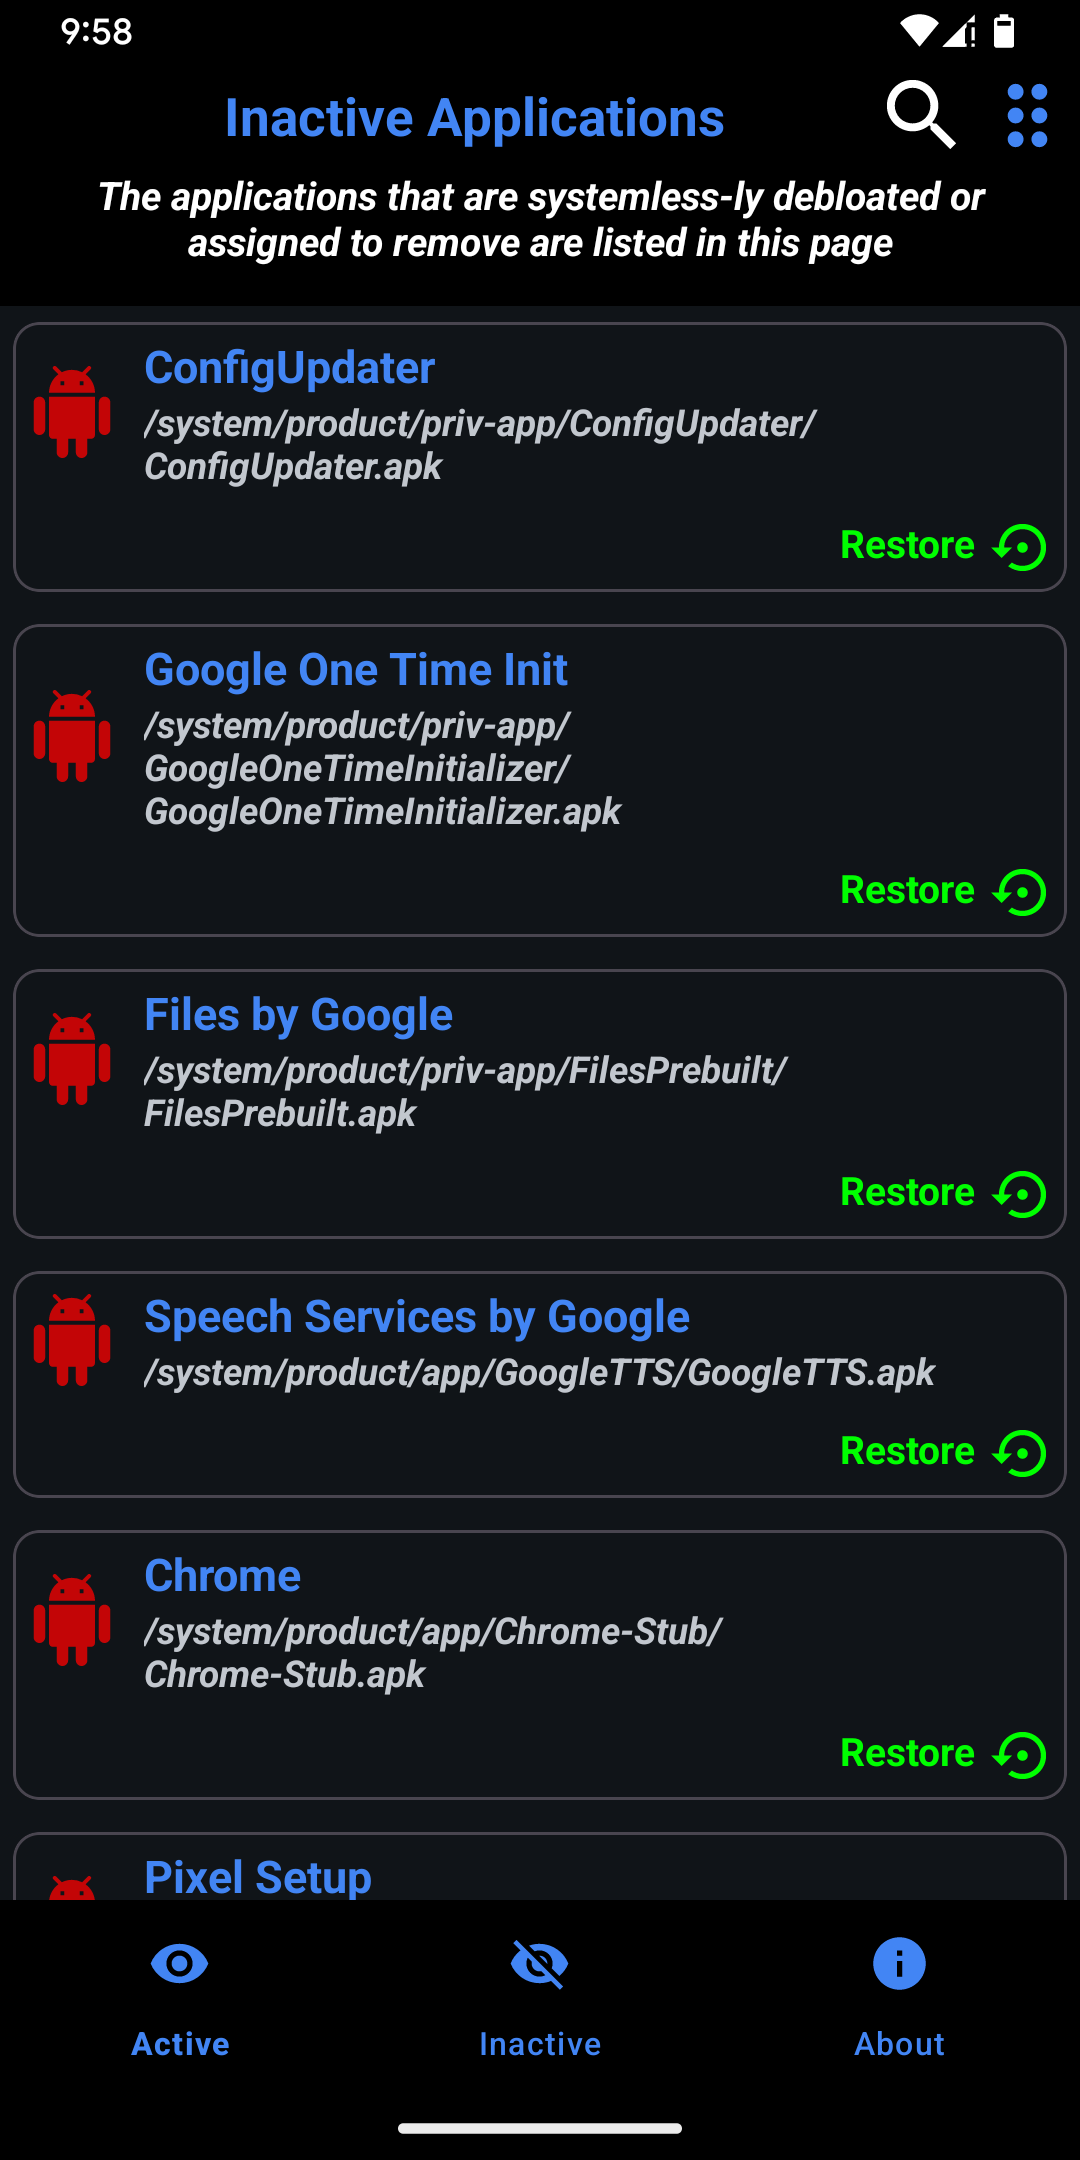 9:58
Inactive Applications
The applications that are systemless-ly debloated or
assigned to remove are listed in this page
ConfigUpdater
/system/product/priv-app/ConfigUpdater/
ConfigUpdater.apk
Restore
Google One Time Init
/system/product/priv-app/
GoogleOneTimeInitializer/
GoogleOneTimeInitializer.apk
Restore
Files by Google
/system/product/priv-app/FilesPrebuilt/
FilesPrebuilt.apk
Restore
Speech Services by Google
/system/product/app/GoogleTTS/GoogleTTS.apk
Restore
Chrome
/system/product/app/Chrome-Stub/
Chrome-Stub.apk
Restore
Pixel Setup
Active
Inactive
About